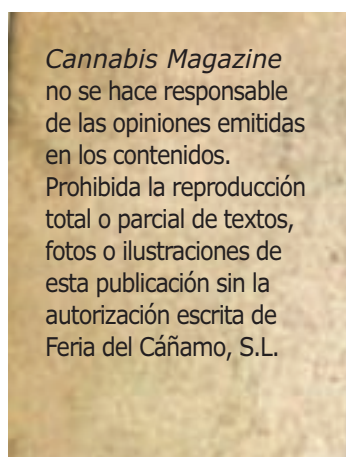 Cannabis Magazine
no se hace responsable
de las opiniones emitidas
en los contenidos.
Prohibida la reproducción
total o parcial de textos,
fotos o ilustraciones de
esta publicación sin la
autorización escrita de
Feria del Cáñamo, S.L.